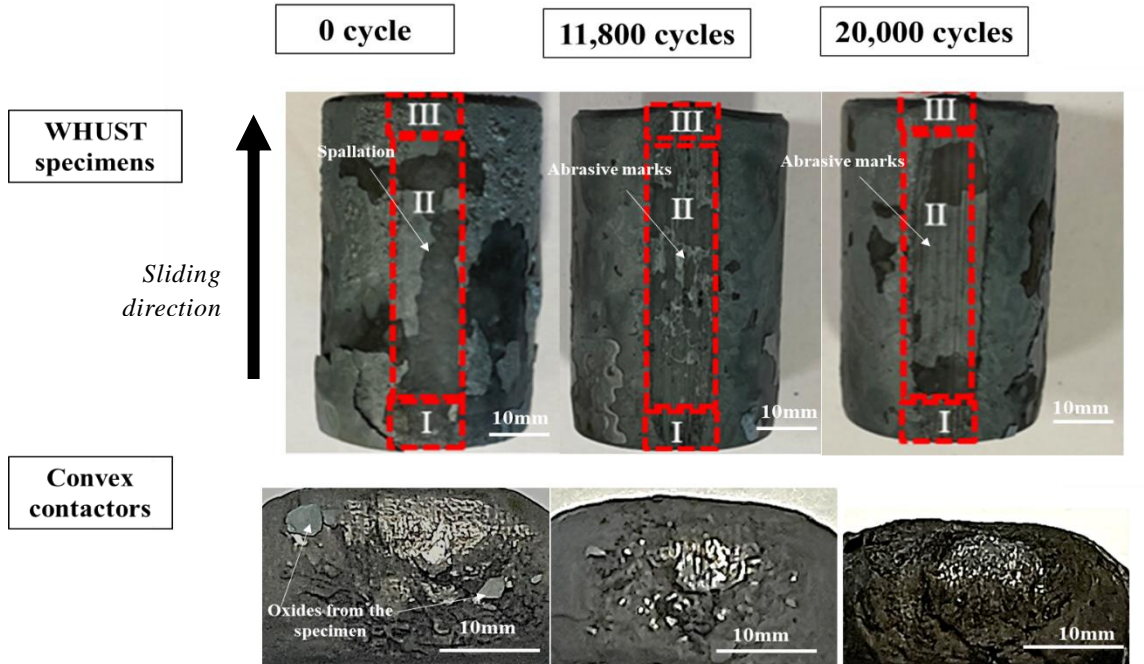 0 cycle
11,800 cycles
20,000 cycles
WHUST
specimens
Sliding
direction
III
Spallation
II
I
10mm
III
Abrasive marks
II
I
10mm
III
Abrasive marks
II
I
10mm
Convex
contactors
Oxides from the
specimen
10mm
10mm
10mm